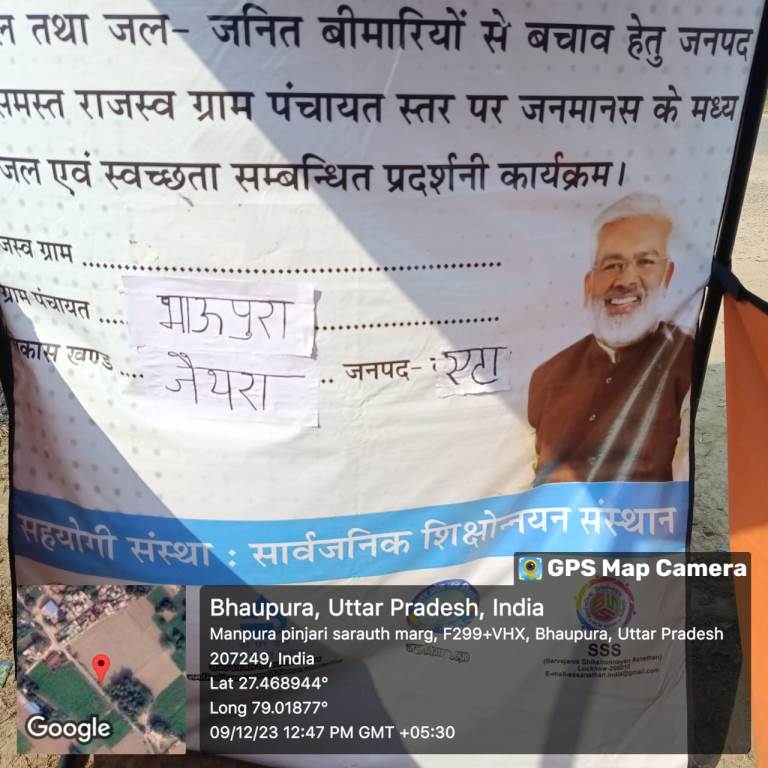 तथा जल- जनित बीमारियों से बचाव हेतु जनपद
समस्त राजस्व ग्राम पंचायत स्तर पर जनमानस के मध्य
जल एवं स्वच्छता सम्बन्धित प्रदर्शनी कार्यक्रम।
जस्व ग्राम ................................................
ग्राम पंचायत ..... भाऊपुरा ................................
कास खण्ड .... जैथरा .. जनपद- : एटा
सहयोगी संस्था : सार्वजनिक शिक्षोन्नयन संस्थान
GPS Map Camera
Bhaupura, Uttar Pradesh, India
Manpura pinjari sarauth marg, F299+VHX, Bhaupura, Uttar Pradesh
207249, India
Lat 27.468944°
Long 79.01877°
09/12/23 12:47 PM GMT +05:30
Google
SSS
(Sarvajanik Shikshonnayan Sansthan)